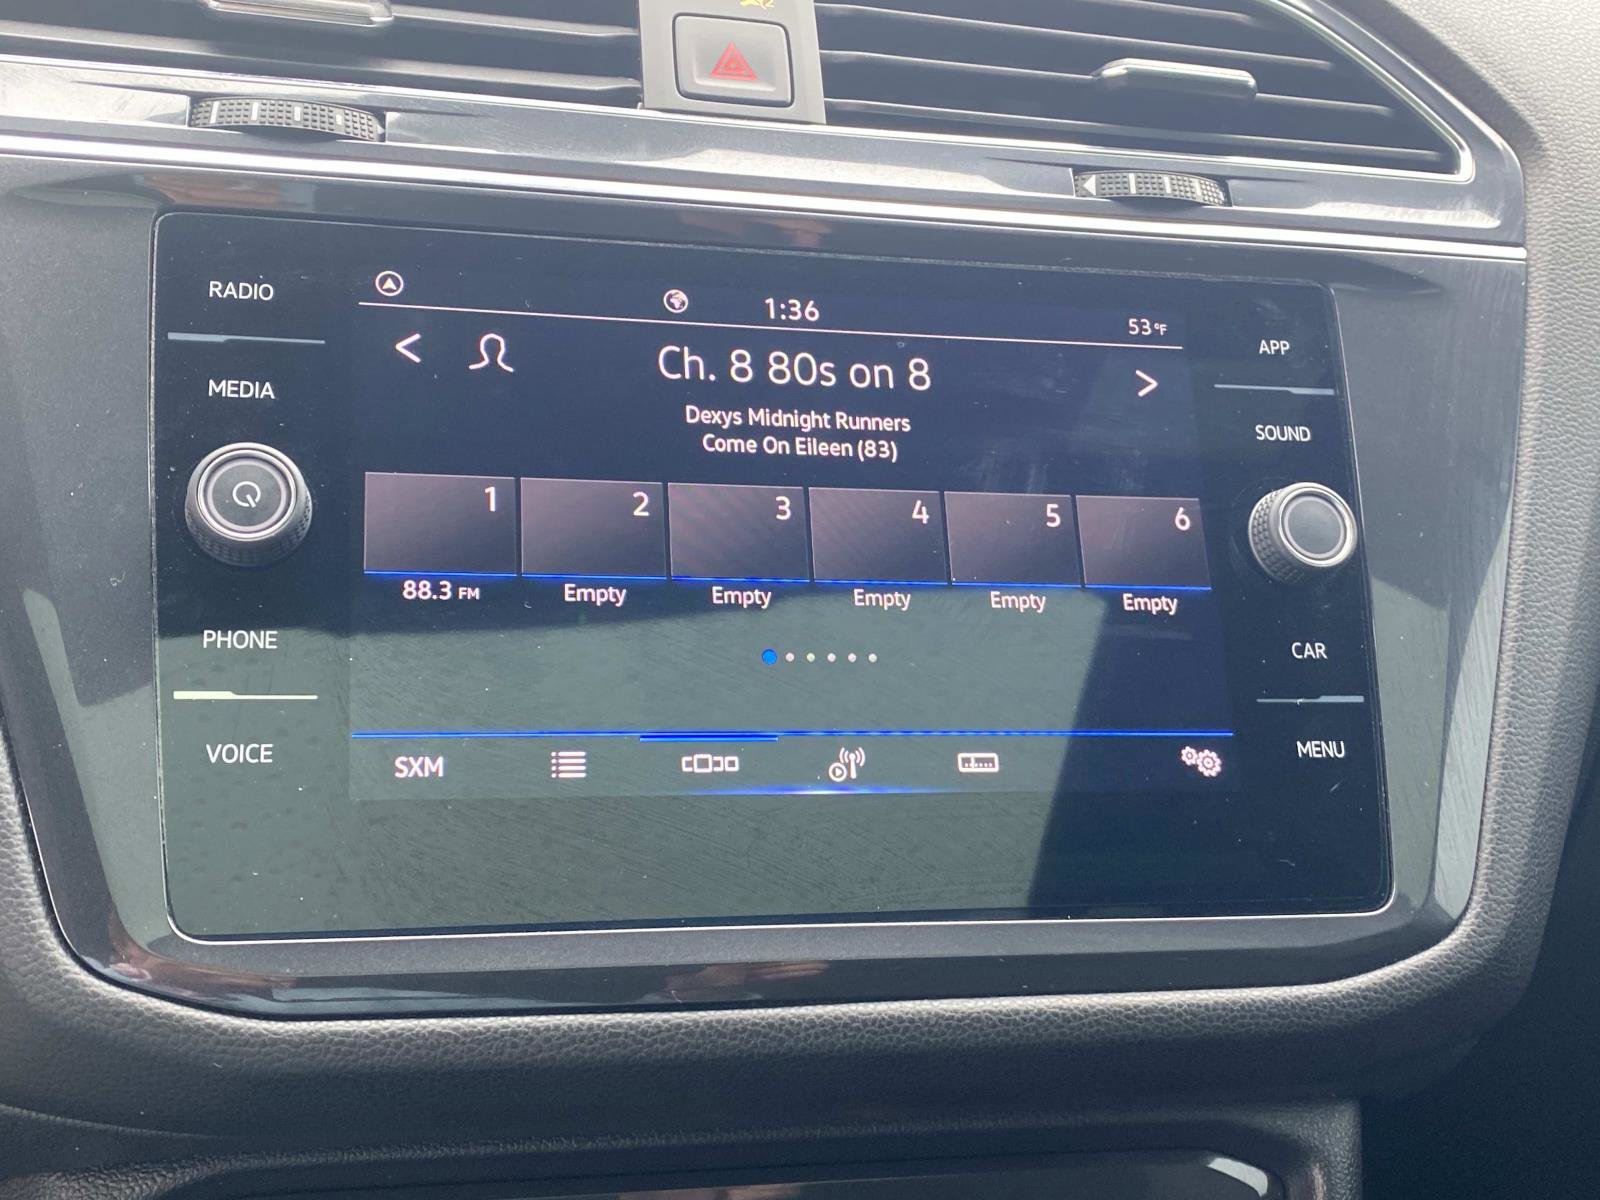 RADIO
MEDIA
PHONE
VOICE
1:36
53°F
Ch. 8 80s on 8
Dexys Midnight Runners
Come On Eileen (83)
1 2 3 4 5 6
88.3 FM Empty Empty Empty Empty Empty
SXM
APP
SOUND
CAR
MENU